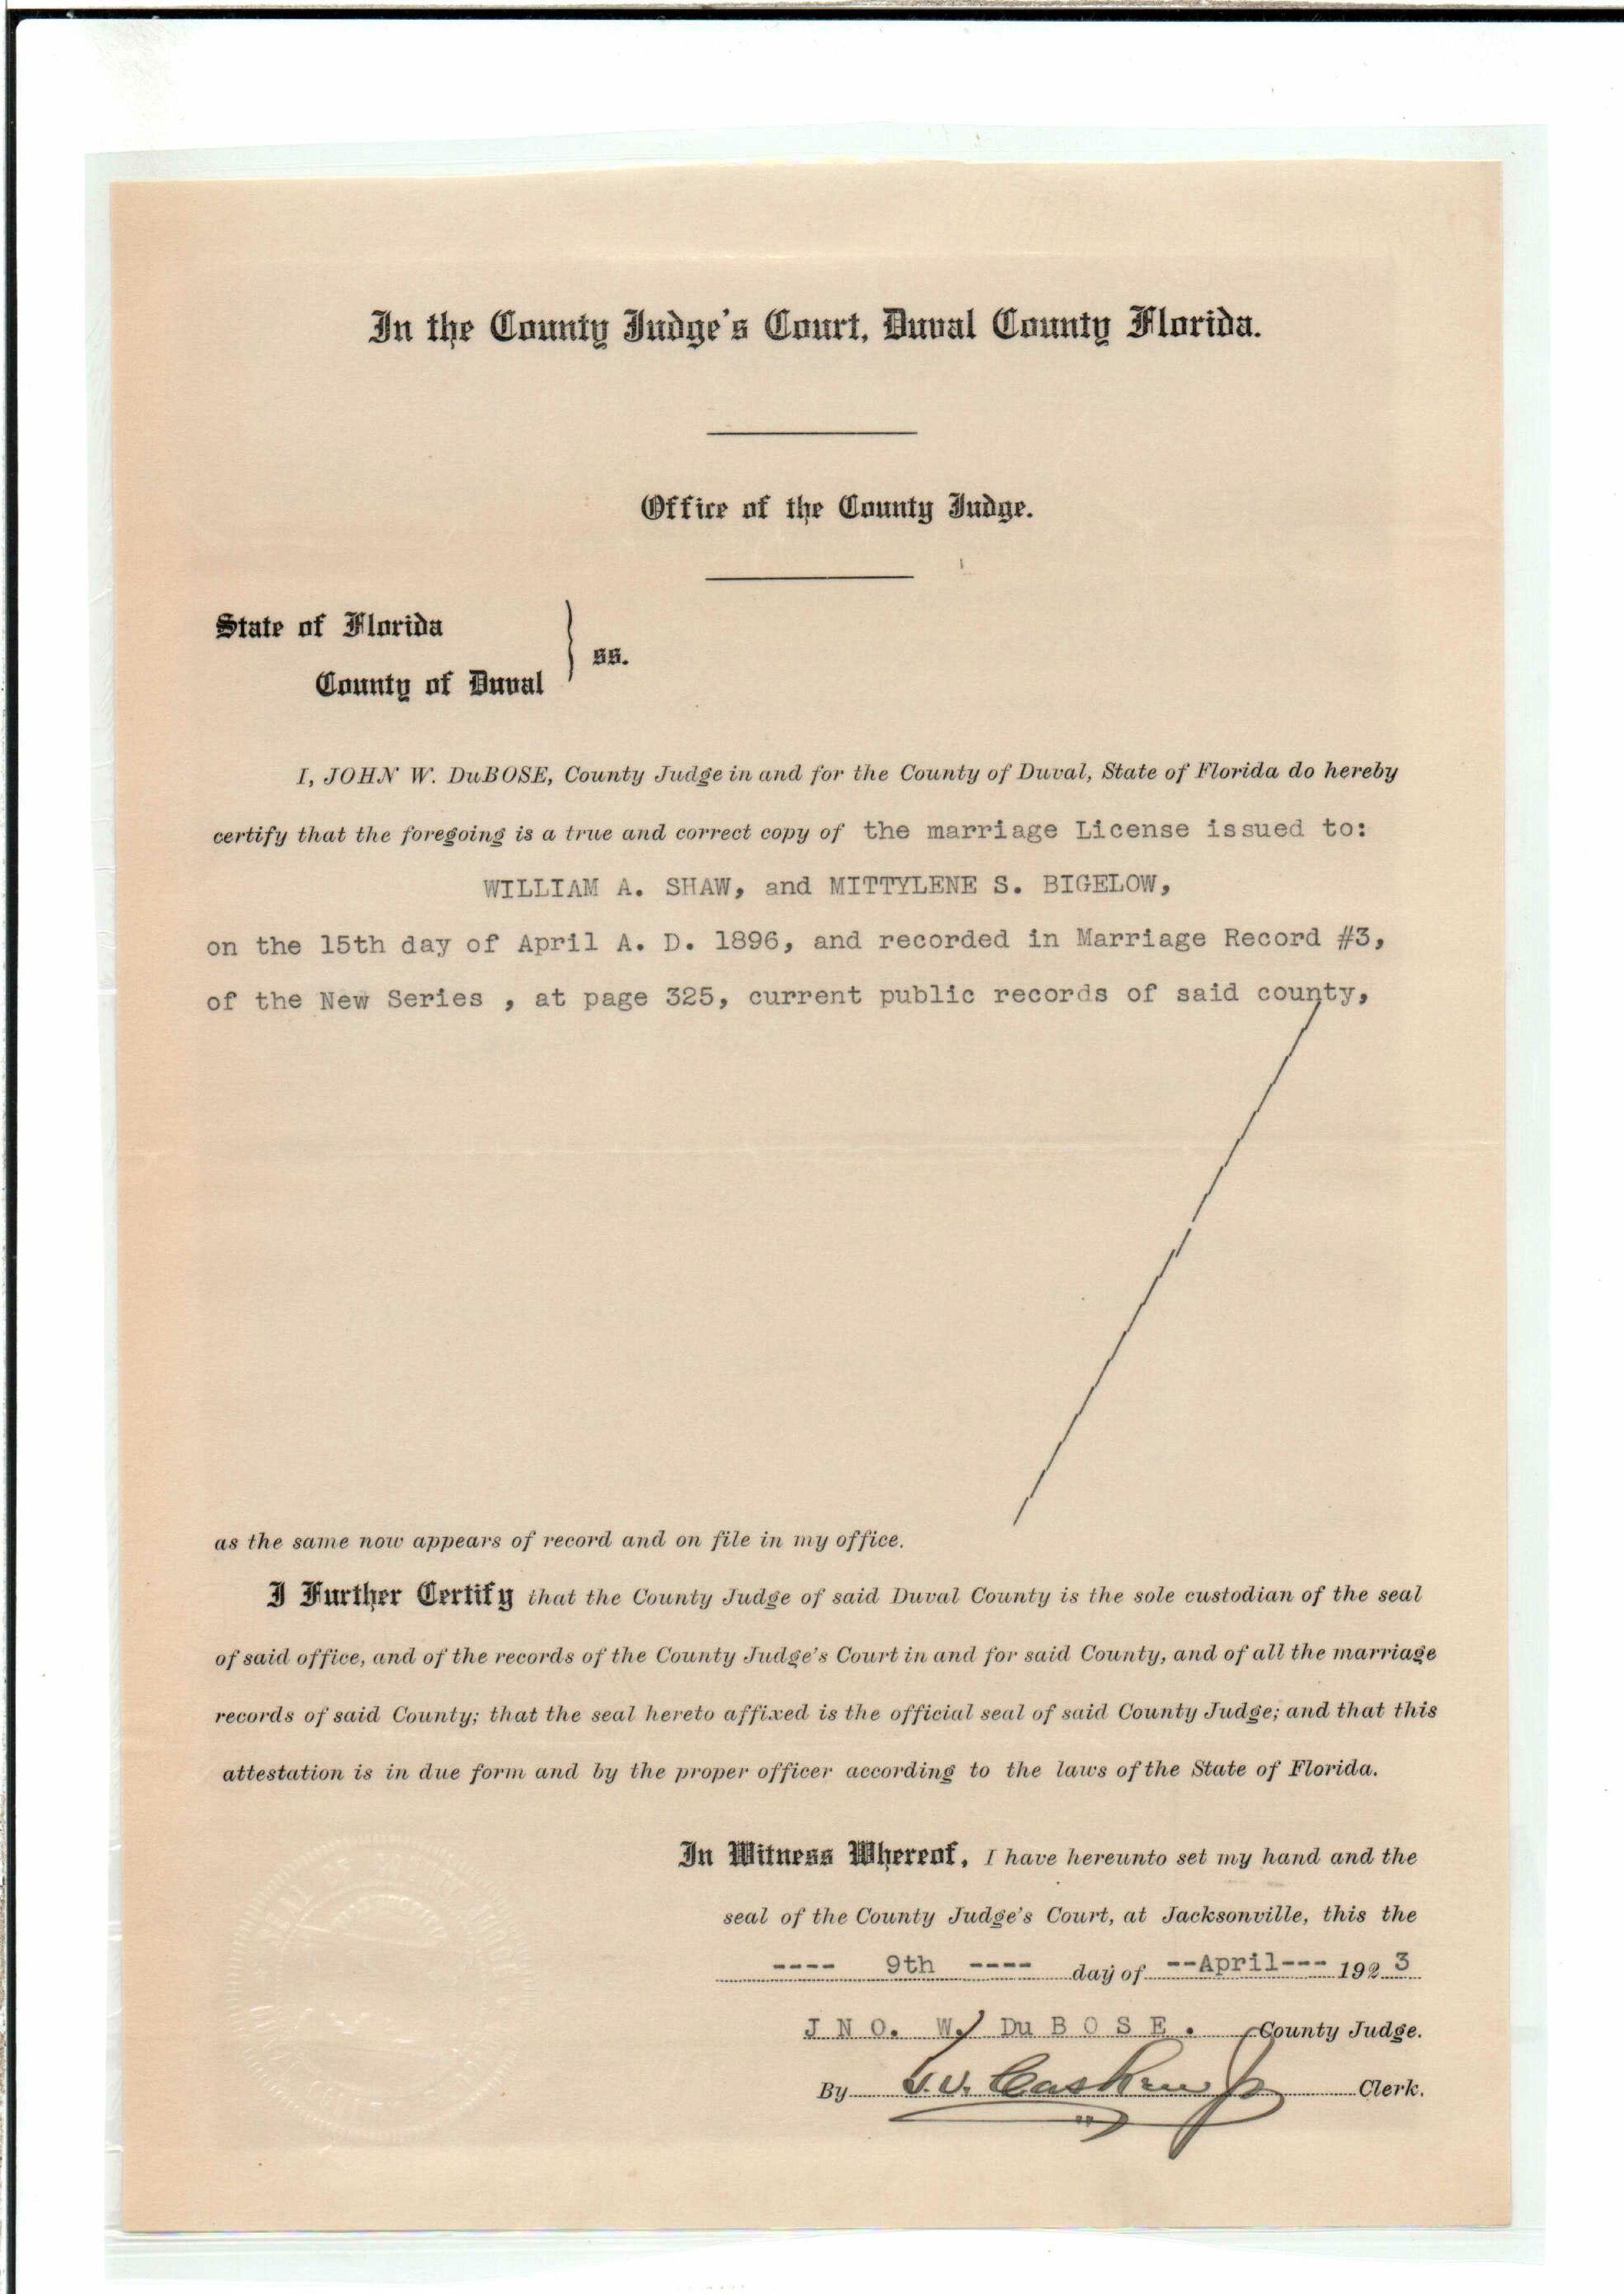 In the County Judge's Court, Duval County Florida.
Office of the County Judge.
State of Florida
County of Duval
ss.
I, JOHN W. DuBOSE, County Judge in and for the County of Duval, State of Florida do hereby
certify that the foregoing is a true and correct copy of the marriage License issued to:
WILLIAM A. SHAW, and MITTYLENE S. BIGELOW,
on the 15th day of April A. D. 1896, and recorded in Marriage Record #3,
of the New Series , at page 325, current public records of said county,
as the same now appears of record and on file in my office.
I Further Certify that the County Judge of said Duval County is the sole custodian of the seal
of said office, and of the records of the County Judge's Court in and for said County, and of all the marriage
records of said County; that the seal hereto affixed is the official seal of said County Judge; and that this
attestation is in due form and by the proper officer according to the laws of the State of Florida.
In Witness Whereof, I have hereunto set my hand and the
seal of the County Judge's Court, at Jacksonville, this the
---- 9th ---- day of --April--- 1923
J N O. W. Du B O S E. County Judge.
By Clerk.